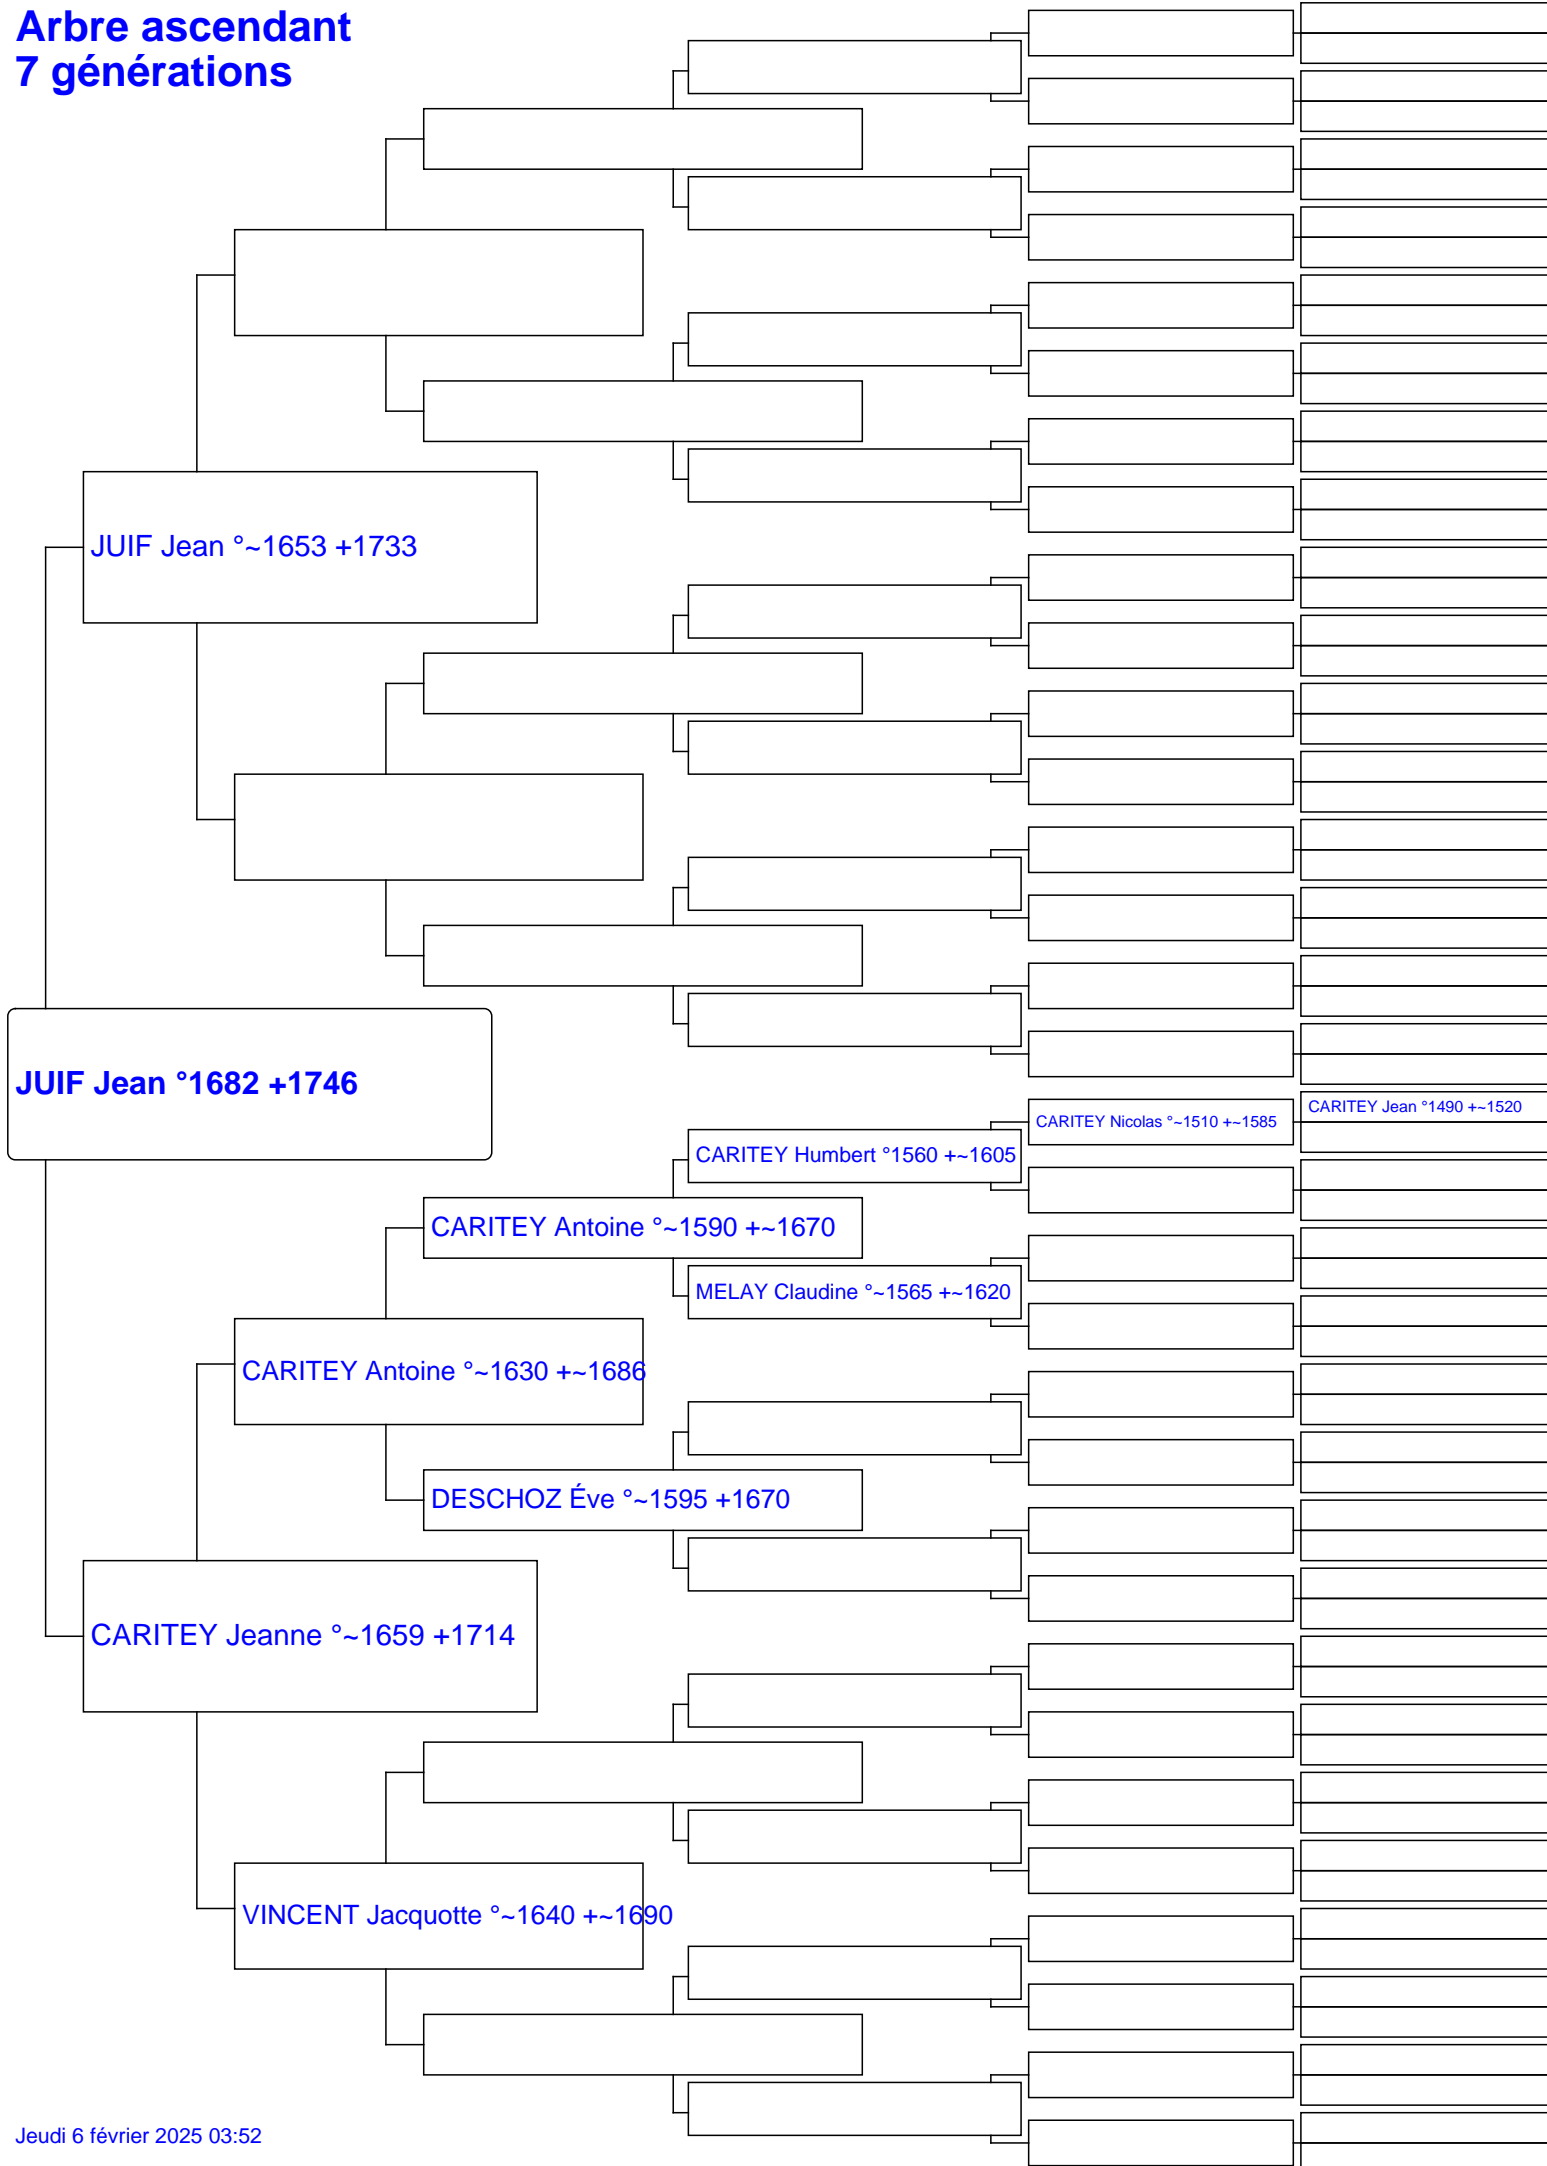 Arbre ascendant
7 générations
JUIF Jean °~1653 +1733
JUIF Jean °1682 +1746
CARITEY Jean °1490 +~1520
CARITEY Nicolas °~1510 +~1585
CARITEY Humbert °1560 +~1605
CARITEY Antoine °~1590 +~1670
MELAY Claudine °~1565 +~1620
CARITEY Antoine °~1630 +~1686
DESCHOZ Éve °~1595 +1670
CARITEY Jeanne °~1659 +1714
VINCENT Jacquotte °~1640 +~1690
Jeudi 6 février 2025 03:52